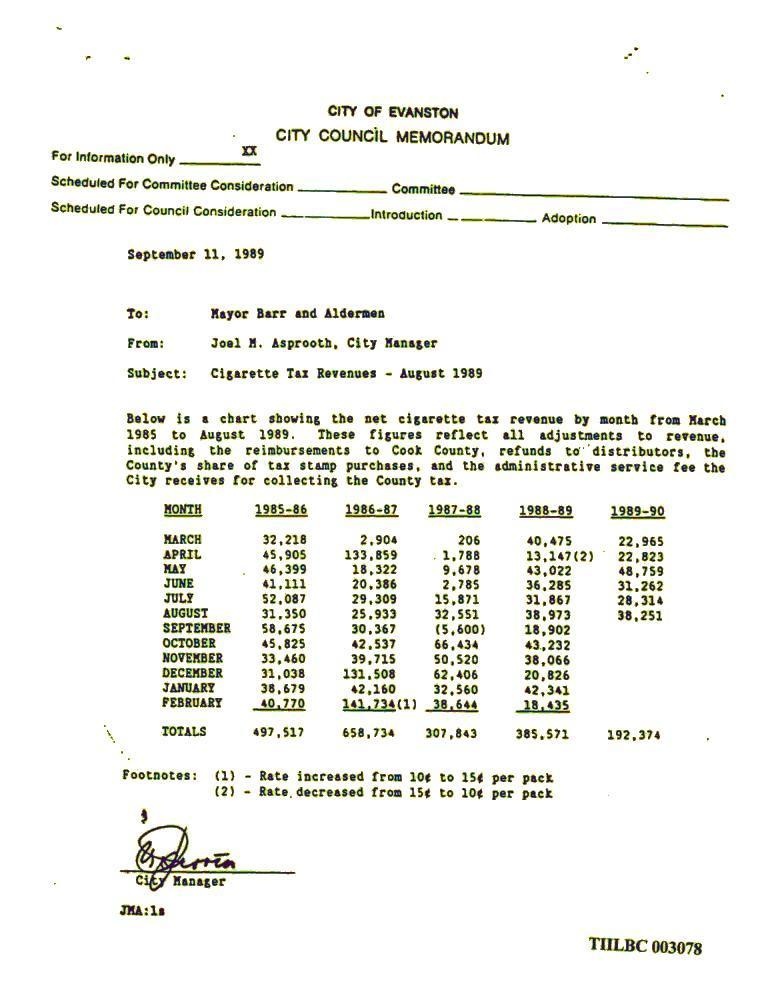 CITY OF EVANSTON
CITY COUNCIL MEMORANDUM
For Information Only XX
Scheduled For Committee Consideration Committee
Scheduled For Council Consideration Introduction Adoption
September 11, 1989
To: Mayor Barr and Aldermen
From: Joel M. Asprooth, City Manager
Subject: Cigarette Tax Revenues - August 1989
Below is a chart showing the net cigarette tax revenue by month from March
1985 to August 1989. These figures reflect all adjustments to revenue,
including the reimbursements to Cook County, refunds to distributors, the
County's share of tax stamp purchases, and the administrative service fee the
City receives for collecting the County tax.
MONTH 1985-86 1986-87 1987-88 1988-89 1989-90
MARCH 32,218 2,904 206 40,475 22,965
APRIL 45,905 133,859 1,788 13,147(2) 22,823
MAY 46,399 18,322 9,678 43,022 48,759
JUNE 41,111 20,386 2,785 36,285 31,262
JULY 52,087 29,309 15,871 31,867 28,314
AUGUST 31,350 25,933 32,551 38,973 38,251
SEPTEMBER 58,675 30,367 (5,600) 18,902
OCTOBER 45,825 42,537 66,434 43,232
NOVEMBER 33,460 39,715 50,520 38,066
DECEMBER 31,038 131,508 62,406 20,826
JANUARY 38,679 42,160 32,560 42,341
FEBRUARY 40,770 141,734(1) 38,644 18,435
TOTALS 497,517 658,734 307,843 385,571 192,374
Footnotes: (1) - Rate increased from 10¢ to 15¢ per pack
(2) - Rate decreased from 15¢ to 10¢ per pack
City Manager
JMA:ls
TIILBC 003078